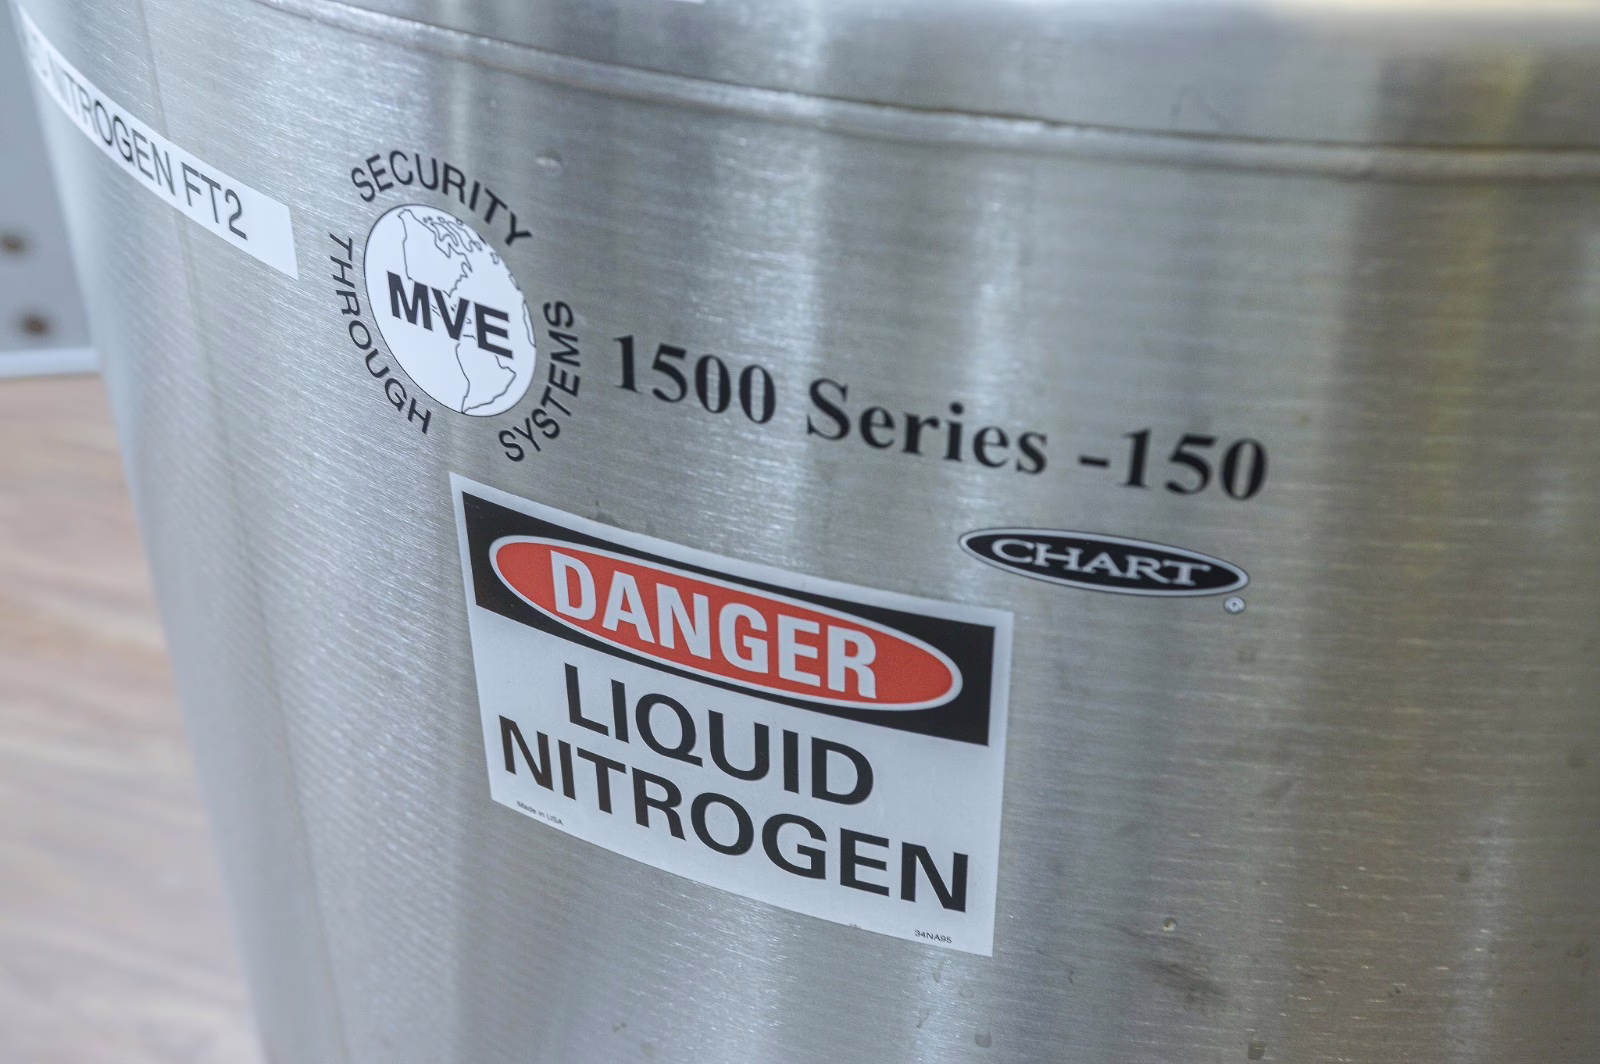 NITROGEN FT2
SECURITY
THROUGH
SYSTEMS
MVE
1500 Series -150
CHART
®
DANGER
LIQUID
NITROGEN
Made in USA
34NA95